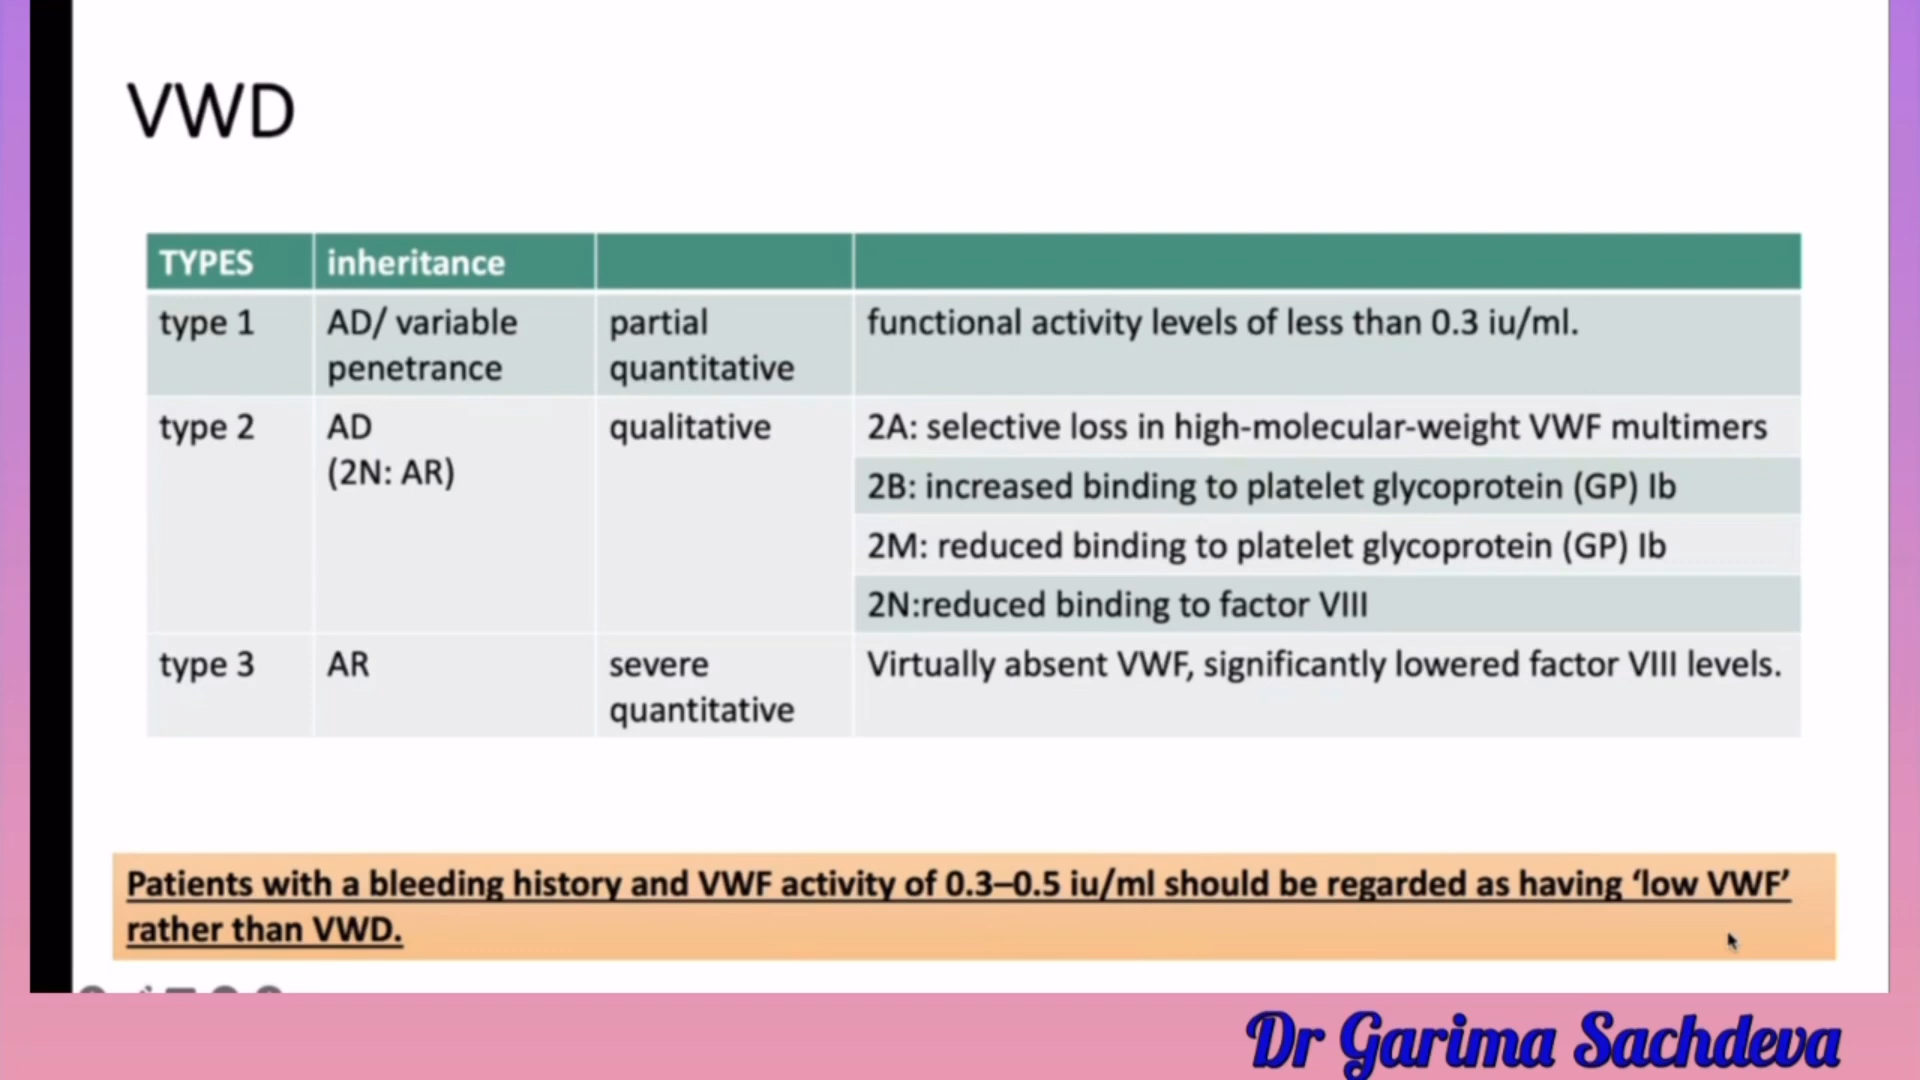 VWD
TYPES inheritance
type 1 AD/ variable penetrance partial quantitative functional activity levels of less than 0.3 iu/ml.
type 2 AD (2N: AR) qualitative 2A: selective loss in high-molecular-weight VWF multimers
2B: increased binding to platelet glycoprotein (GP) Ib
2M: reduced binding to platelet glycoprotein (GP) Ib
2N:reduced binding to factor VIII
type 3 AR severe quantitative Virtually absent VWF, significantly lowered factor VIII levels.
Patients with a bleeding history and VWF activity of 0.3–0.5 iu/ml should be regarded as having ‘low VWF’
rather than VWD.
Dr Garima Sachdeva